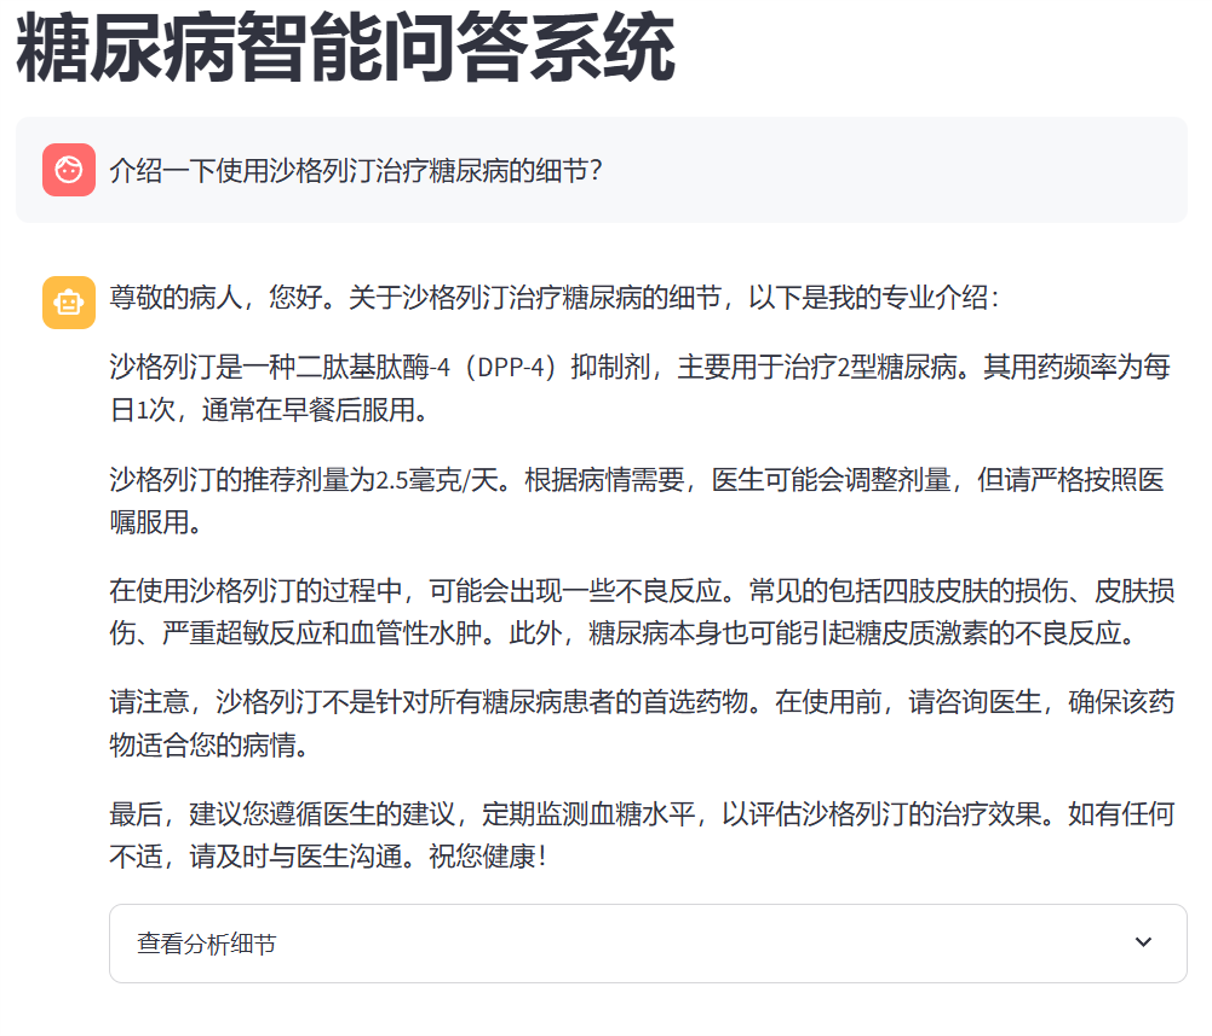 糖尿病智能问答系统
介绍一下使用沙格列汀治疗糖尿病的细节？
尊敬的病人，您好。关于沙格列汀治疗糖尿病的细节，以下是我的专业介绍：
沙格列汀是一种二肽基肽酶-4（DPP-4）抑制剂，主要用于治疗2型糖尿病。其用药频率为每
日1次，通常在早餐后服用。
沙格列汀的推荐剂量为2.5毫克/天。根据病情需要，医生可能会调整剂量，但请严格按照医
嘱服用。
在使用沙格列汀的过程中，可能会出现一些不良反应。常见的包括四肢皮肤的损伤、皮肤损
伤、严重超敏反应和血管性水肿。此外，糖尿病本身也可能引起糖皮质激素的不良反应。
请注意，沙格列汀不是针对所有糖尿病患者的首选药物。在使用前，请咨询医生，确保该药
物适合您的病情。
最后，建议您遵循医生的建议，定期监测血糖水平，以评估沙格列汀的治疗效果。如有任何
不适，请及时与医生沟通。祝您健康！
查看分析细节